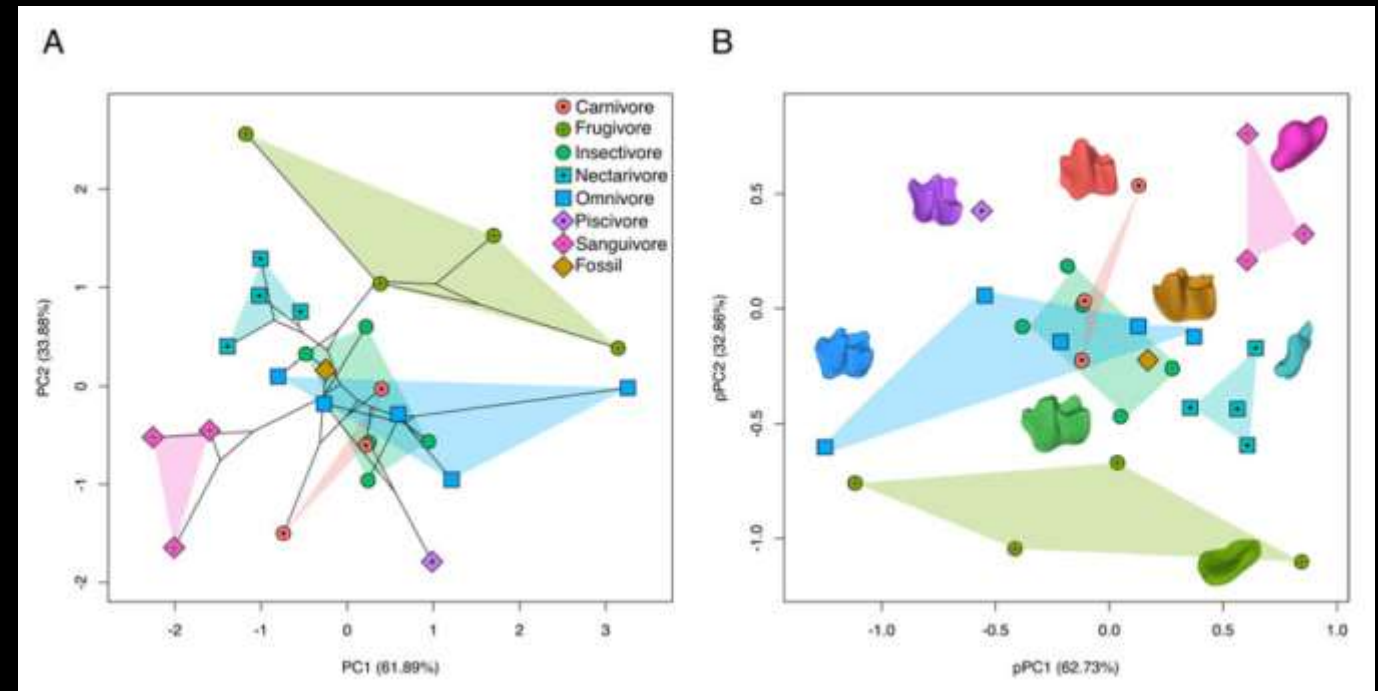 A
B
Carnivore
Frugivore
Insectivore
Nectarivore
Omnivore
Piscivore
Sanguivore
Fossil
2
1
0
-1
-2
PC2 (33.88%)
-2 -1 0 1 2 3
PC1 (61.89%)
0.5
0.0
-0.5
-1.0
pPC2 (32.86%)
-1.0 -0.5 0.0 0.5 1.0
pPC1 (62.73%)